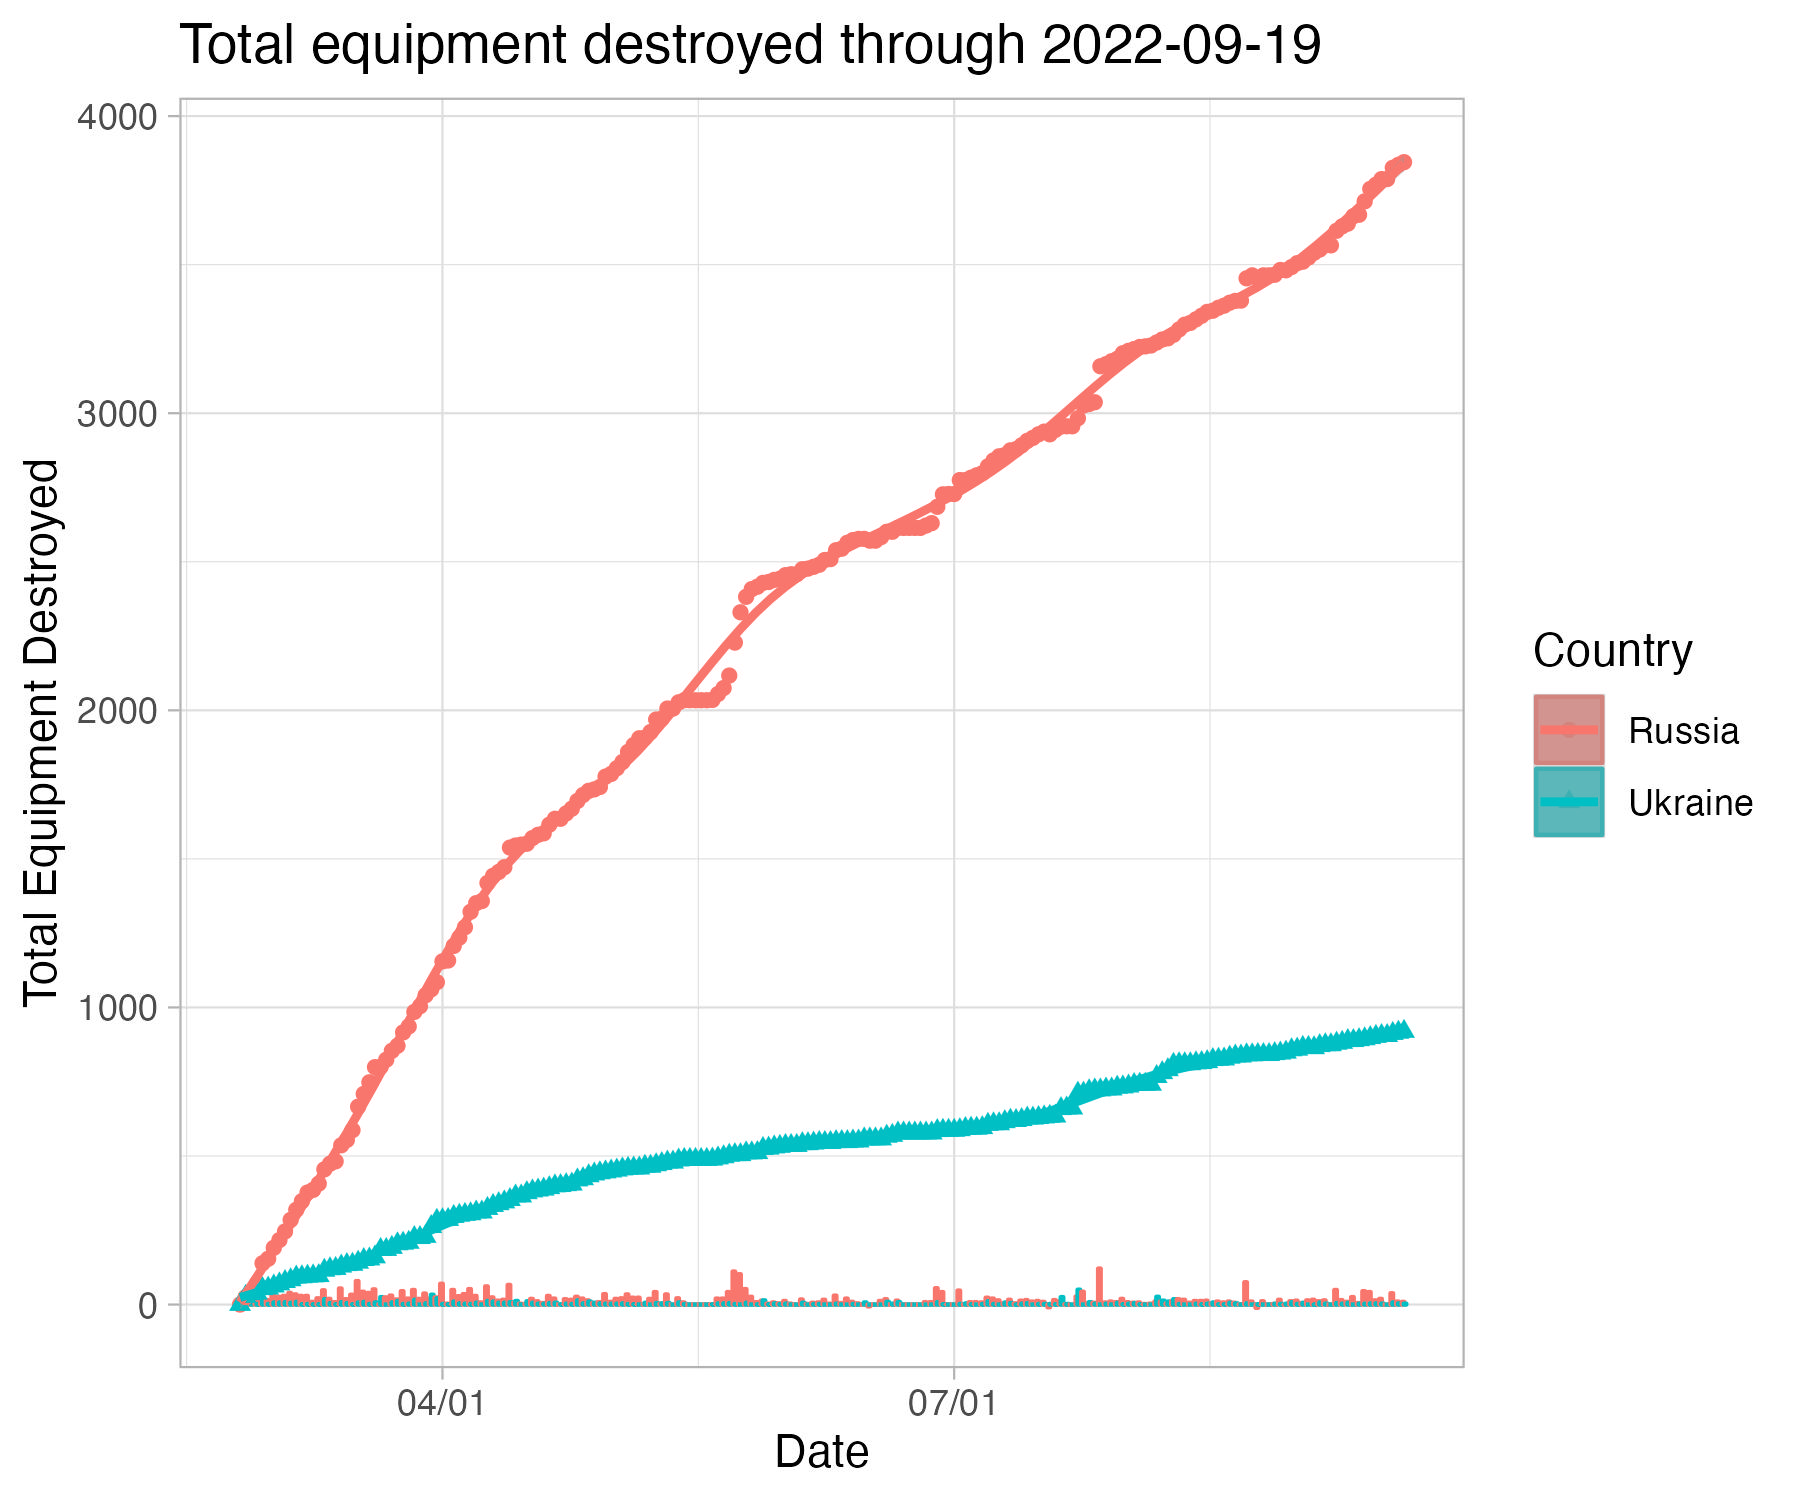 Total equipment destroyed through 2022-09-19
Total Equipment Destroyed
4000
3000
2000
1000
0
04/01
07/01
Date
Country
Russia
Ukraine